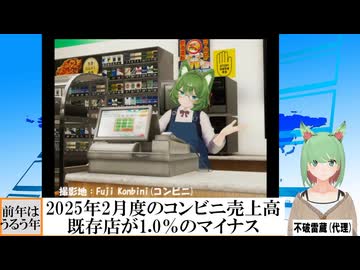 撮影地：Fuji Konbini(コンビニ)
前年は
うるう年
2025年2月度のコンビニ売上高
既存店が1.0％のマイナス
不破雷蔵(代理)